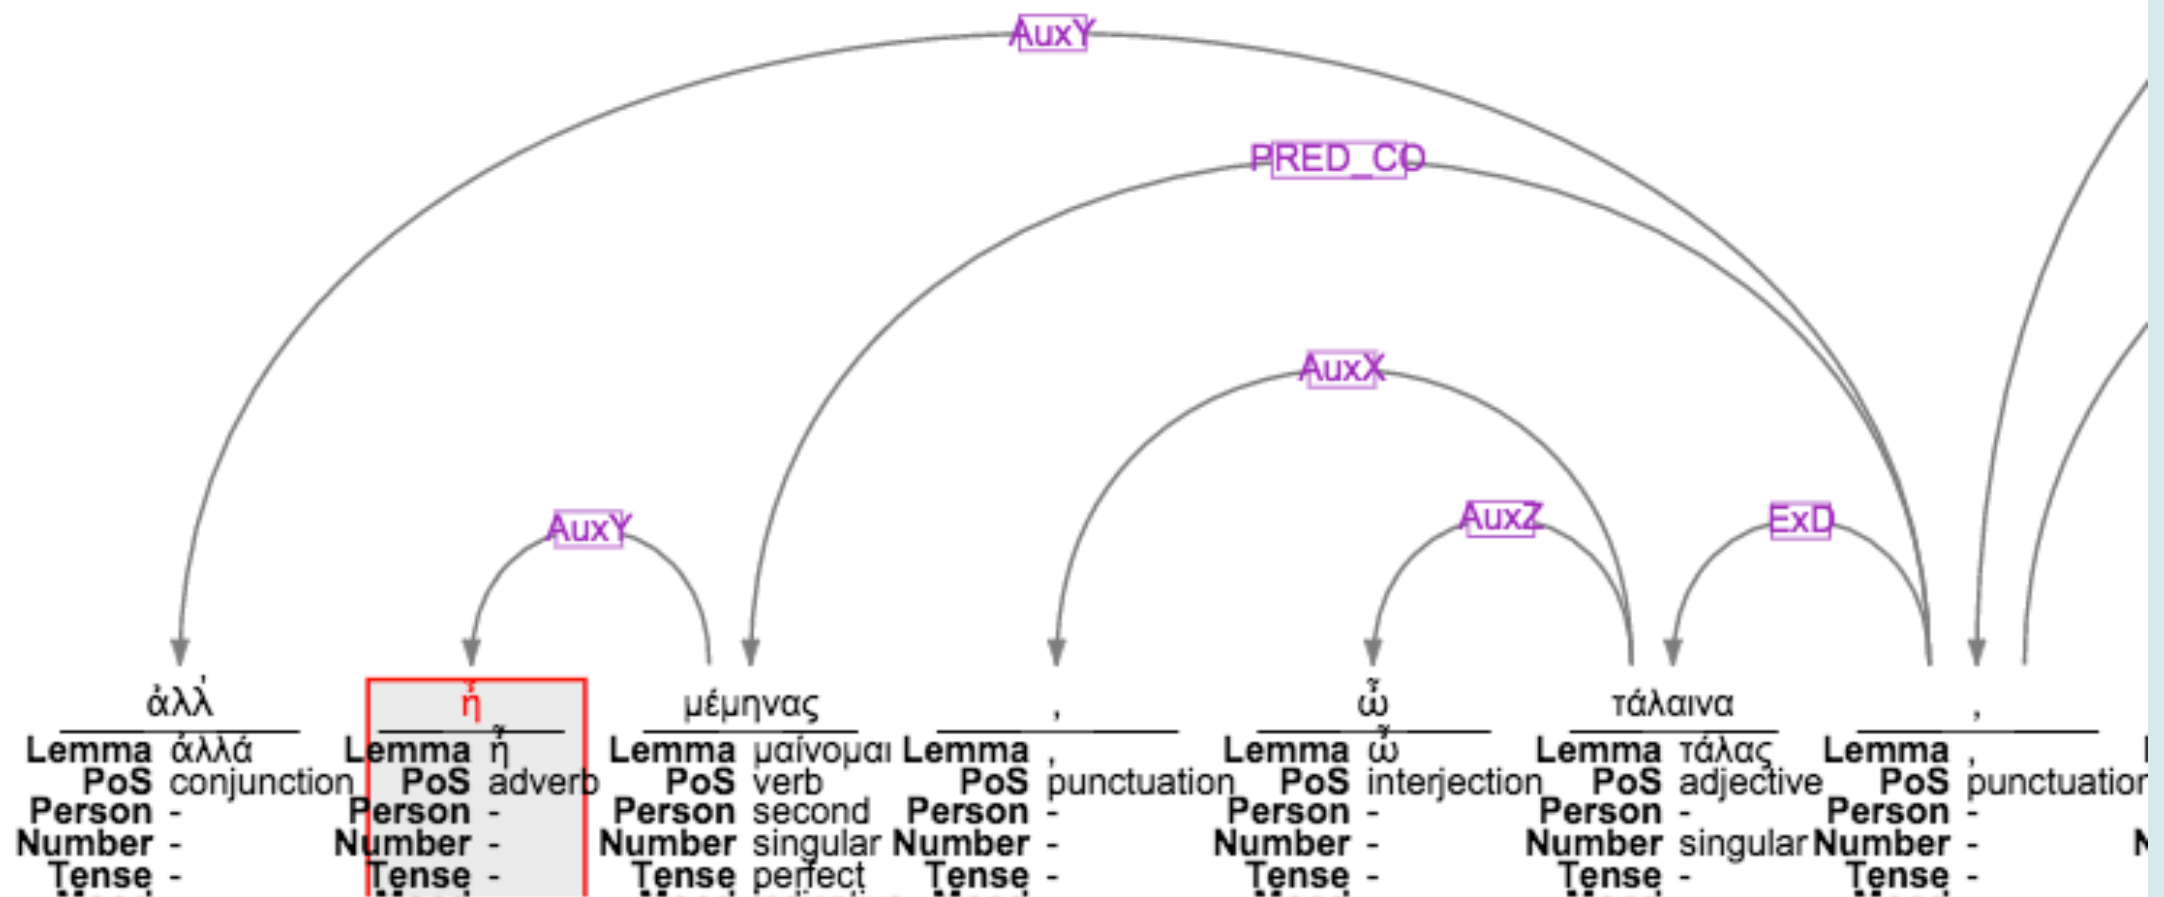 AuxY
PRED_CO
AuxX
AuxY AuxZ ExD
ἀλλ' ἦ μέμηνας , ὦ τάλαινα ,
Lemma ἀλλά Lemma ἦ Lemma μαίνομαι Lemma , Lemma ὦ Lemma τάλας Lemma ,
PoS conjunction PoS adverb PoS verb PoS punctuation PoS interjection PoS adjective PoS punctuation
Person - Person - Person second Person - Person - Person - Person -
Number - Number - Number singular Number - Number - Number singular Number -
Tense - Tense - Tense perfect Tense - Tense - Tense - Tense -